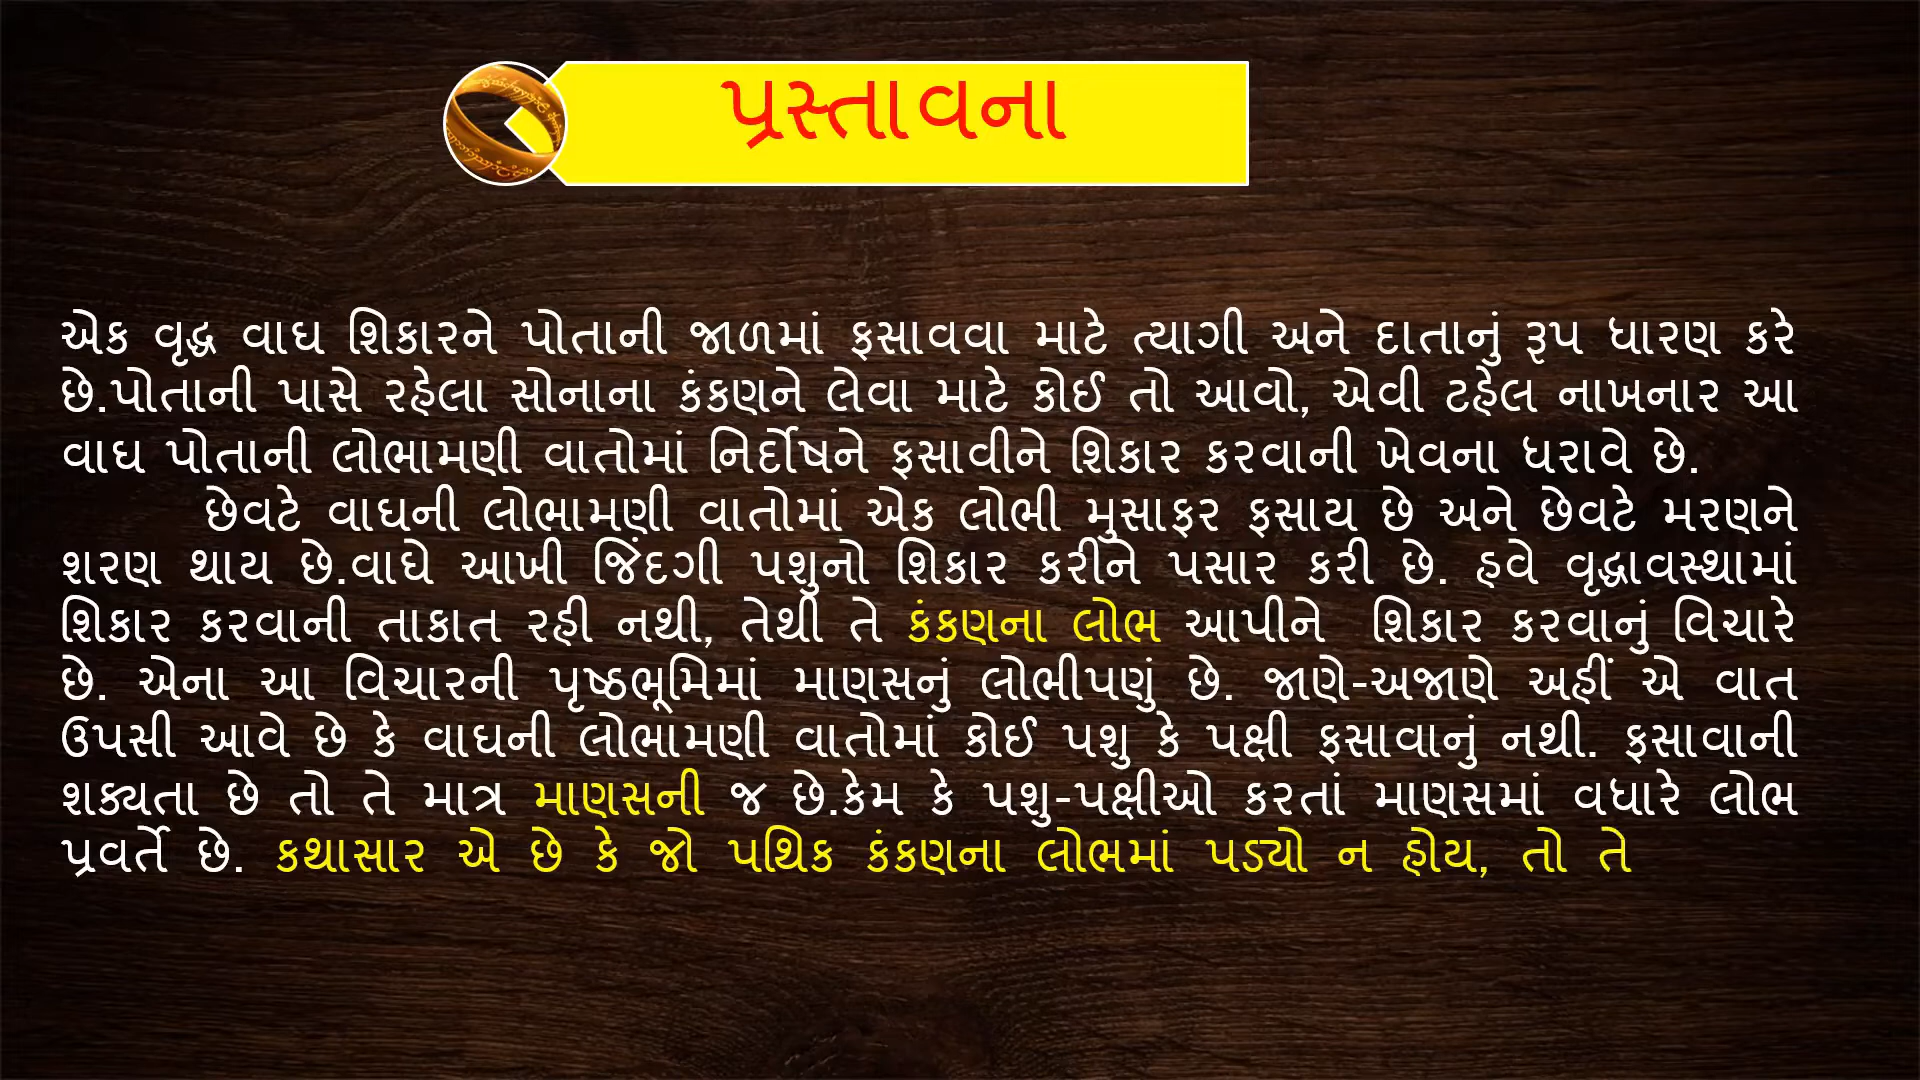 પ્રસ્તાવના
એક વૃદ્ધ વાઘ શિકારને પોતાની જાળમાં ફસાવવા માટે ત્યાગી અને દાતાનું રૂપ ધારણ કરે
છે.પોતાની પાસે રહેલા સોનાના કંકણને લેવા માટે કોઈ તો આવો, એવી ટહેલ નાખનાર આ
વાઘ પોતાની લોભામણી વાતોમાં નિર્દોષને ફસાવીને શિકાર કરવાની ખેવના ધરાવે છે.
છેવટે વાઘની લોભામણી વાતોમાં એક લોભી મુસાફર ફસાય છે અને છેવટે મરણને
શરણ થાય છે.વાઘે આખી જિંદગી પશુનો શિકાર કરીને પસાર કરી છે. હવે વૃદ્ધાવસ્થામાં
શિકાર કરવાની તાકાત રહી નથી, તેથી તે કંકણના લોભ આપીને શિકાર કરવાનું વિચારે
છે. એના આ વિચારની પૃષ્ઠભૂમિમાં માણસનું લોભીપણું છે. જાણે-અજાણે અહીં એ વાત
ઉપસી આવે છે કે વાઘની લોભામણી વાતોમાં કોઈ પશુ કે પક્ષી ફસાવાનું નથી. ફસાવાની
શક્યતા છે તો તે માત્ર માણસની જ છે.કેમ કે પશુ-પક્ષીઓ કરતાં માણસમાં વધારે લોભ
પ્રવર્તે છે. કથાસાર એ છે કે જો પથિક કંકણના લોભમાં પડ્યો ન હોય, તો તે